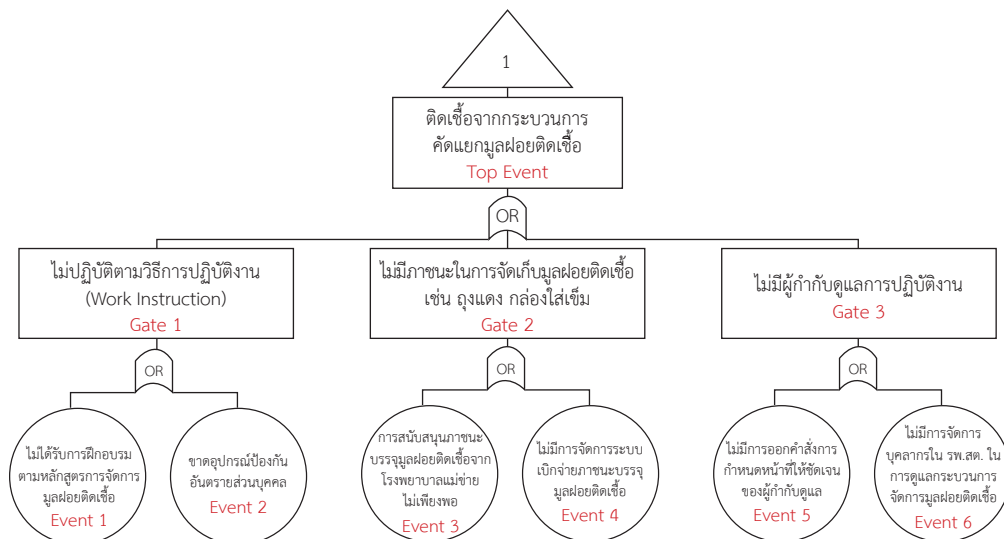 1
ติดเชื้อจากกระบวนการ
คัดแยกมูลฝอยติดเชื้อ
Top Event
OR
ไม่ปฏิบัติตามวิธีการปฏิบัติงาน
(Work Instruction)
Gate 1
ไม่มีภาชนะในการจัดเก็บมูลฝอยติดเชื้อ
เช่น ถุงแดง กล่องใส่เข็ม
Gate 2
ไม่มีผู้กำกับดูแลการปฏิบัติงาน
Gate 3
OR
OR
OR
ไม่ได้รับการฝึกอบรม
ตามหลักสูตรการจัดการ
มูลฝอยติดเชื้อ
Event 1
ขาดอุปกรณ์ป้องกัน
อันตรายส่วนบุคคล
Event 2
การสนับสนุนภาชนะ
บรรจุมูลฝอยติดเชื้อจาก
โรงพยาบาลแม่ข่าย
ไม่เพียงพอ
Event 3
ไม่มีการจัดการระบบ
เบิกจ่ายภาชนะบรรจุ
มูลฝอยติดเชื้อ
Event 4
ไม่มีการออกคำสั่งการ
กำหนดหน้าที่ให้ชัดเจน
ของผู้กำกับดูแล
Event 5
ไม่มีการจัดการ
บุคลากรใน รพ.สต. ใน
การดูแลกระบวนการ
จัดการมูลฝอยติดเชื้อ
Event 6